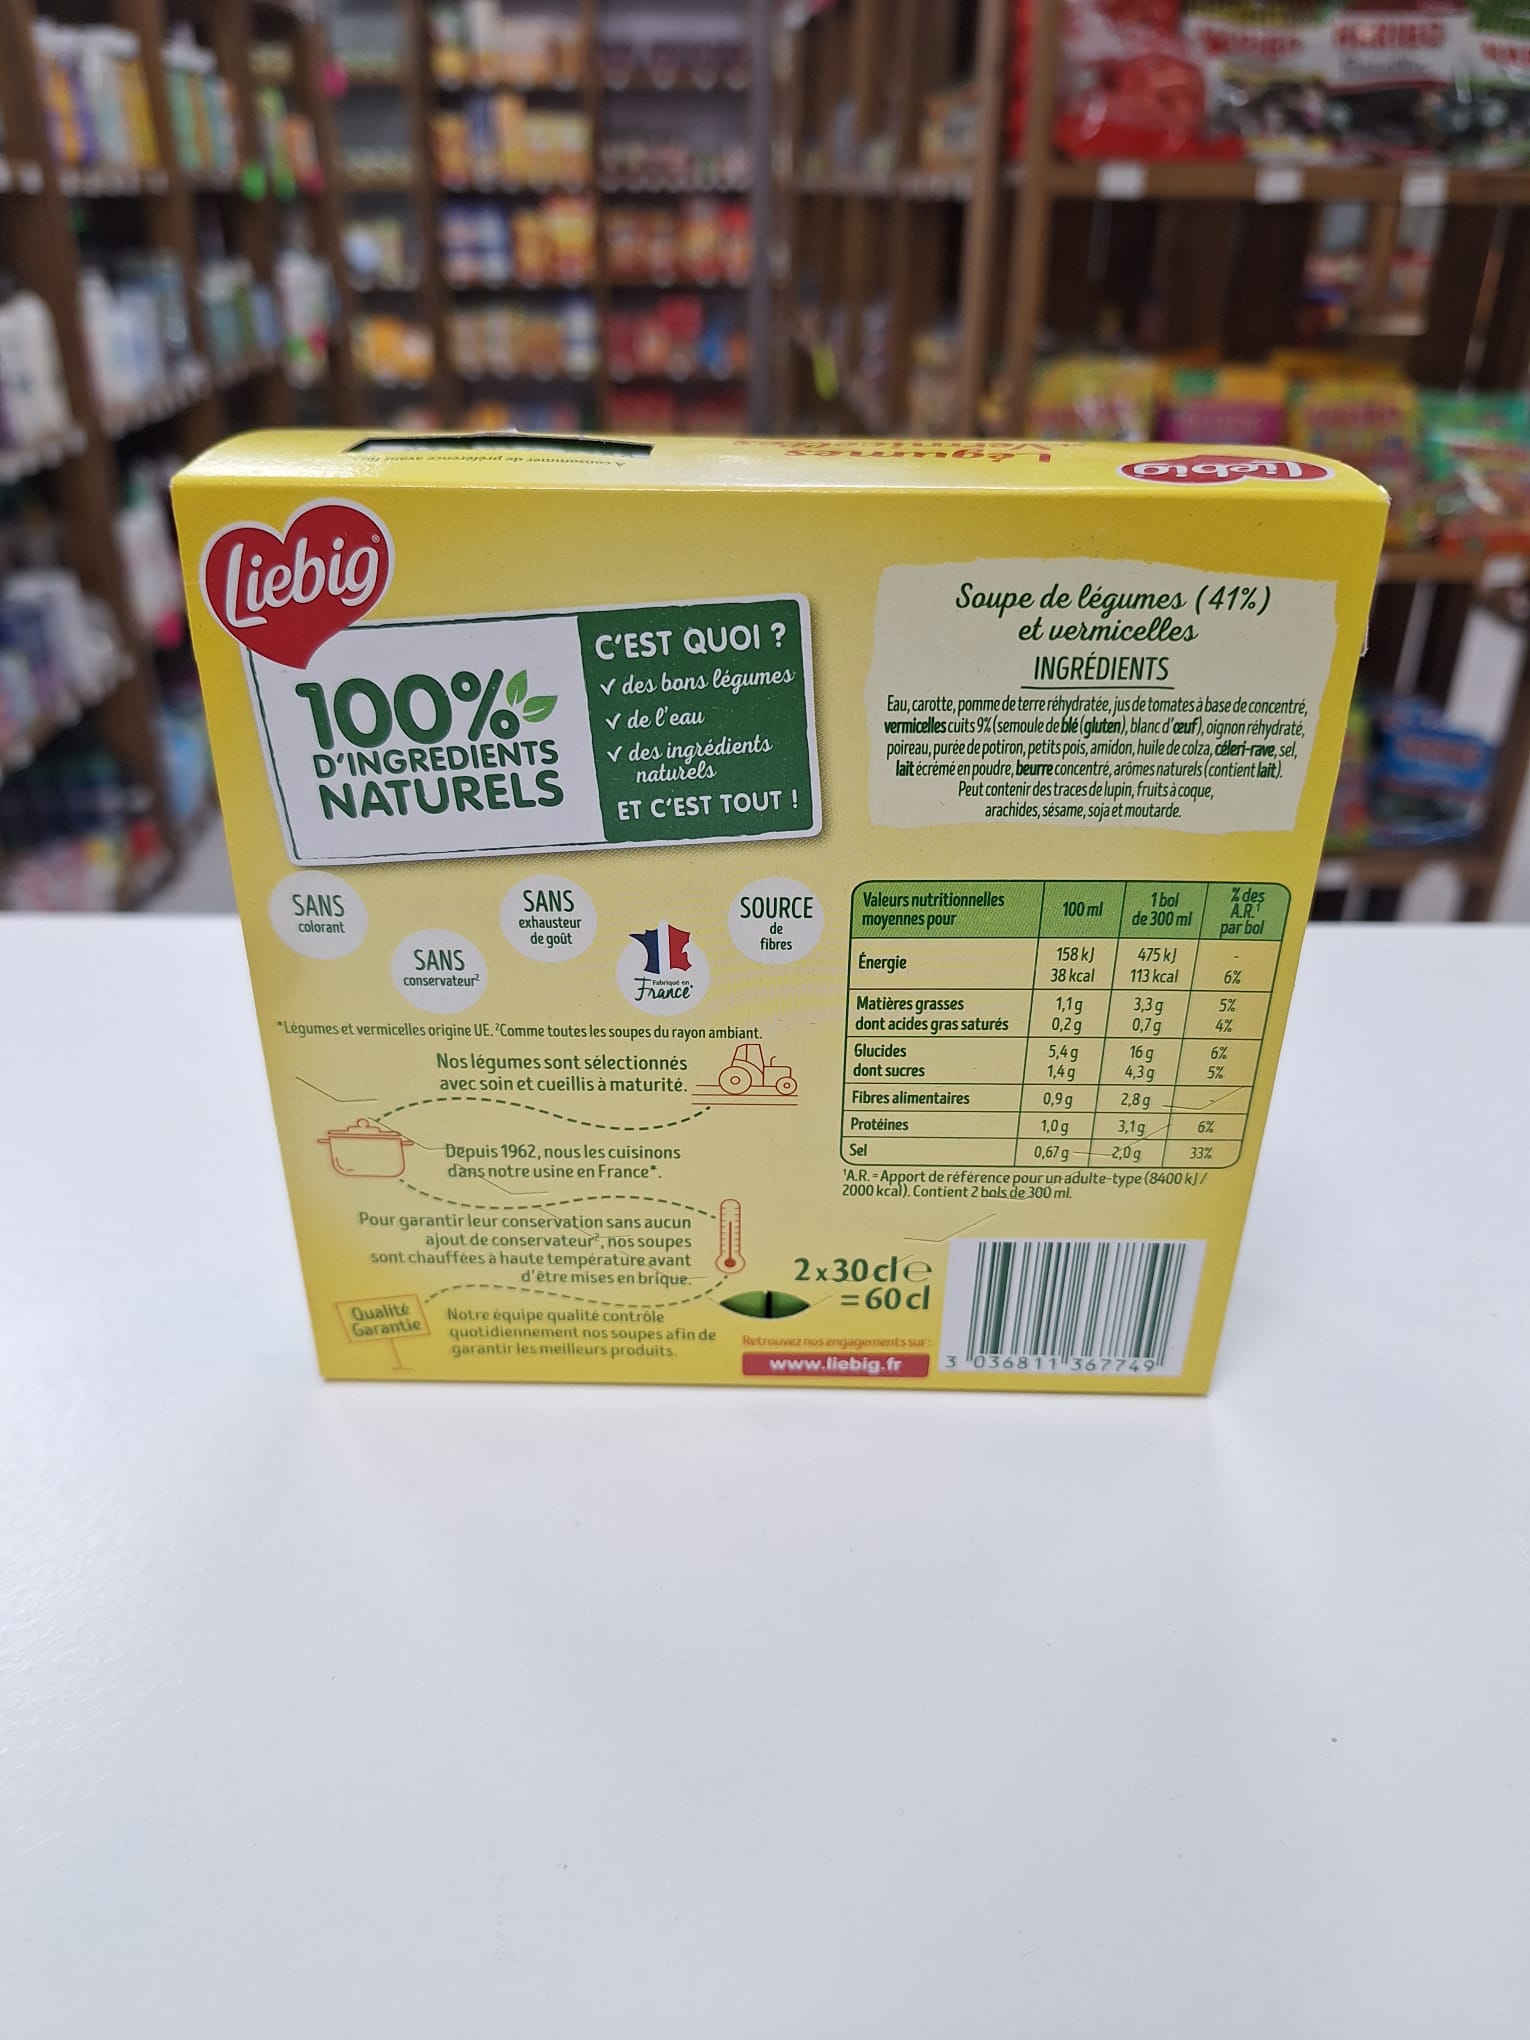 HARIBO
A consommer de préférence avant fin
Légumes
Vermicelles
Liebig
Liebig®
100%
D'INGREDIENTS
NATURELS
C'EST QUOI ?
✓ des bons légumes
✓ de l'eau
✓ des ingrédients
naturels
ET C'EST TOUT !
Soupe de légumes (41%)
et vermicelles
INGRÉDIENTS
Eau, carotte, pomme de terre réhydratée, jus de tomates à base de concentré,
vermicelles cuits 9% (semoule de blé (gluten), blanc d'œuf), oignon réhydraté,
poireau, purée de potiron, petits pois, amidon, huile de colza, céleri-rave, sel,
lait écrémé en poudre, beurre concentré, arômes naturels (contient lait).
Peut contenir des traces de lupin, fruits à coque,
arachides, sésame, soja et moutarde.
SANS
colorant
SANS
conservateur²
SANS
exhausteur
de goût
Fabriqué en
France
SOURCE
de
fibres
*Légumes et vermicelles origine UE. ²Comme toutes les soupes du rayon ambiant.
Nos légumes sont sélectionnés
avec soin et cueillis à maturité.
Depuis 1962, nous les cuisinons
dans notre usine en France*.
Pour garantir leur conservation sans aucun
ajout de conservateur², nos soupes
sont chauffées à haute température avant
d'être mises en brique.
Qualité
Garantie
Notre équipe qualité contrôle
quotidiennement nos soupes afin de
garantir les meilleurs produits.
Valeurs nutritionnelles moyennes pour 100 ml 1 bol de 300 ml % des A.R.¹ par bol
Énergie 158 kJ 475 kJ -
38 kcal 113 kcal 6%
Matières grasses 1,1 g 3,3 g 5%
dont acides gras saturés 0,2 g 0,7 g 4%
Glucides 5,4 g 16 g 6%
dont sucres 1,4 g 4,3 g 5%
Fibres alimentaires 0,9 g 2,8 g -
Protéines 1,0 g 3,1 g 6%
Sel 0,67 g 2,0 g 33%
¹A.R. = Apport de référence pour un adulte-type (8400 kJ /
2000 kcal). Contient 2 bols de 300 ml.
2 x 30 cl ℮
= 60 cl
Retrouvez nos engagements sur :
www.liebig.fr
3 036811 367749